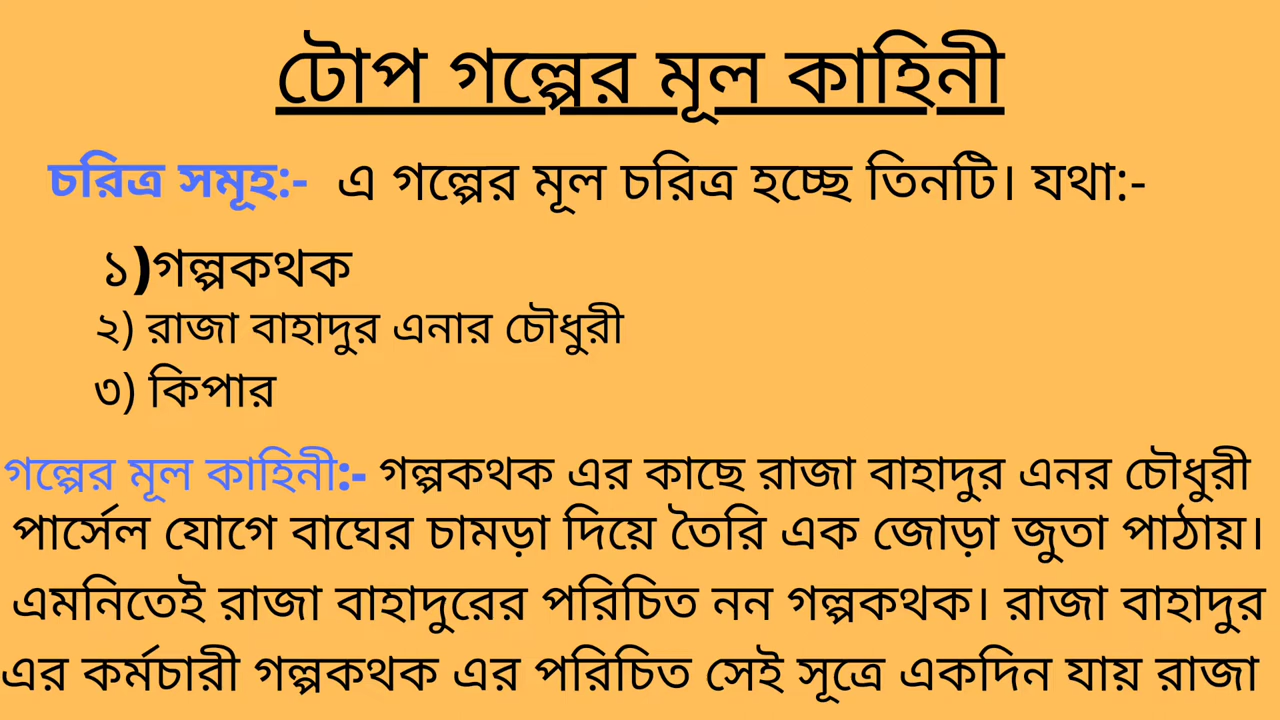 টোপ গল্পের মূল কাহিনী
চরিত্র সমূহ:- এ গল্পের মূল চরিত্র হচ্ছে তিনটি। যথা:-
১)গল্পকথক
২) রাজা বাহাদুর এনার চৌধুরী
৩) কিপার
গল্পের মূল কাহিনী:- গল্পকথক এর কাছে রাজা বাহাদুর এনর চৌধুরী
পার্সেল যোগে বাঘের চামড়া দিয়ে তৈরি এক জোড়া জুতা পাঠায়।
এমনিতেই রাজা বাহাদুরের পরিচিত নন গল্পকথক। রাজা বাহাদুর
এর কর্মচারী গল্পকথক এর পরিচিত সেই সূত্রে একদিন যায় রাজা